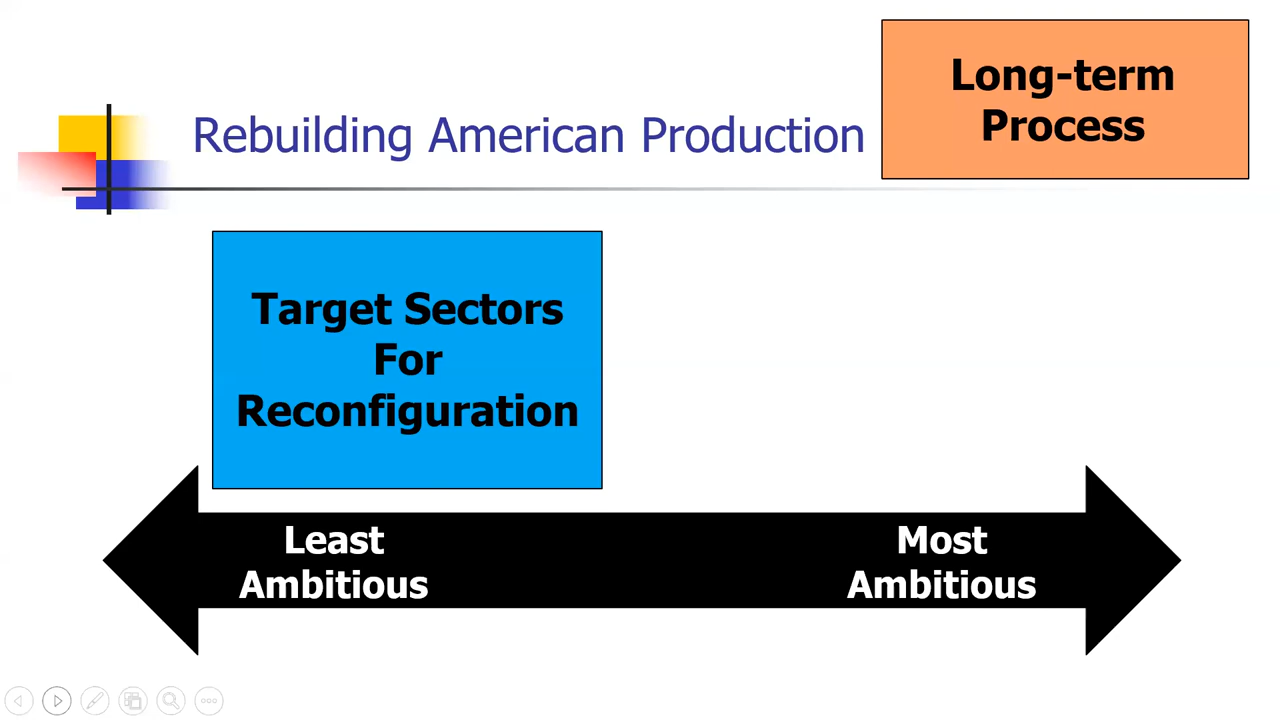 Long-term
Process
Rebuilding American Production
Target Sectors
For
Reconfiguration
Least
Ambitious
Most
Ambitious